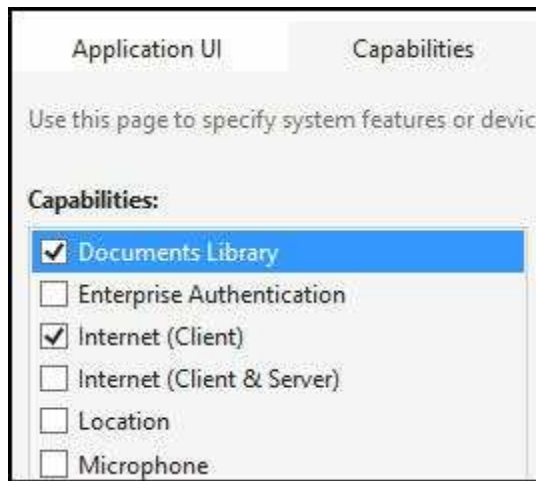 Application UI Capabilities
Use this page to specify system features or devic
Capabilities:
Documents Library
Enterprise Authentication
Internet (Client)
Internet (Client & Server)
Location
Microphone